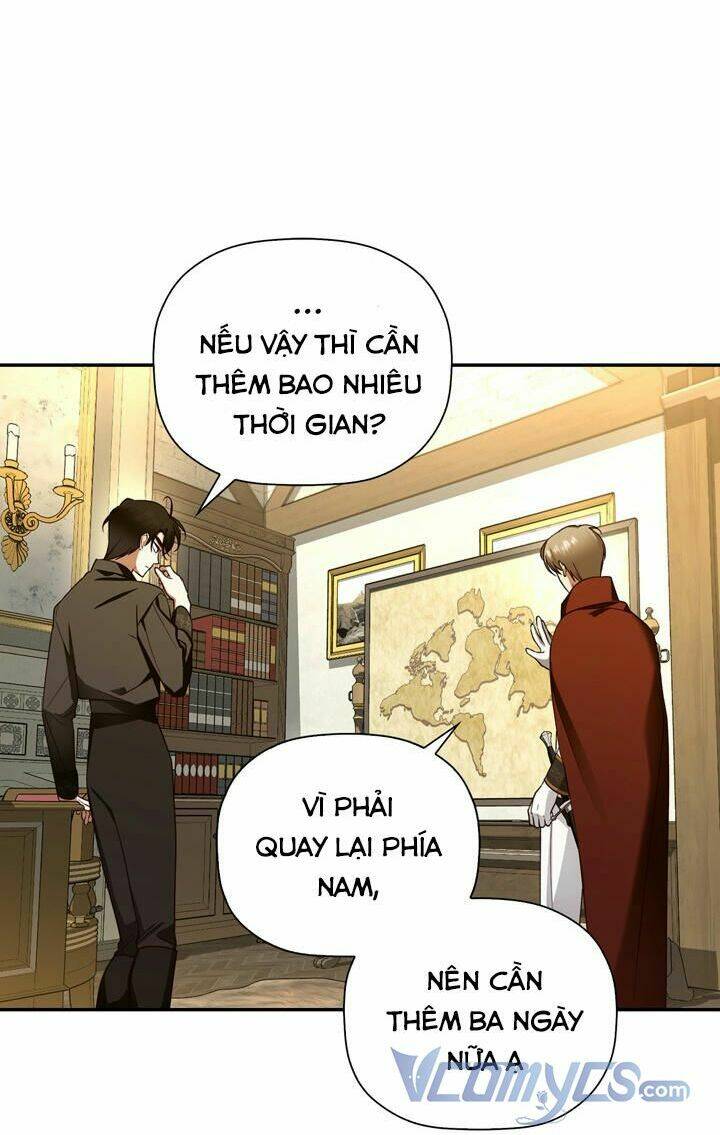 ...
NẾU VẬY THÌ CẦN
THÊM BAO NHIÊU
THỜI GIAN?
VÌ PHẢI
QUAY LẠI PHÍA
NAM,
NÊN CẦN
THÊM BA NGÀY
NỮA Ạ
VCOMYCS.COM